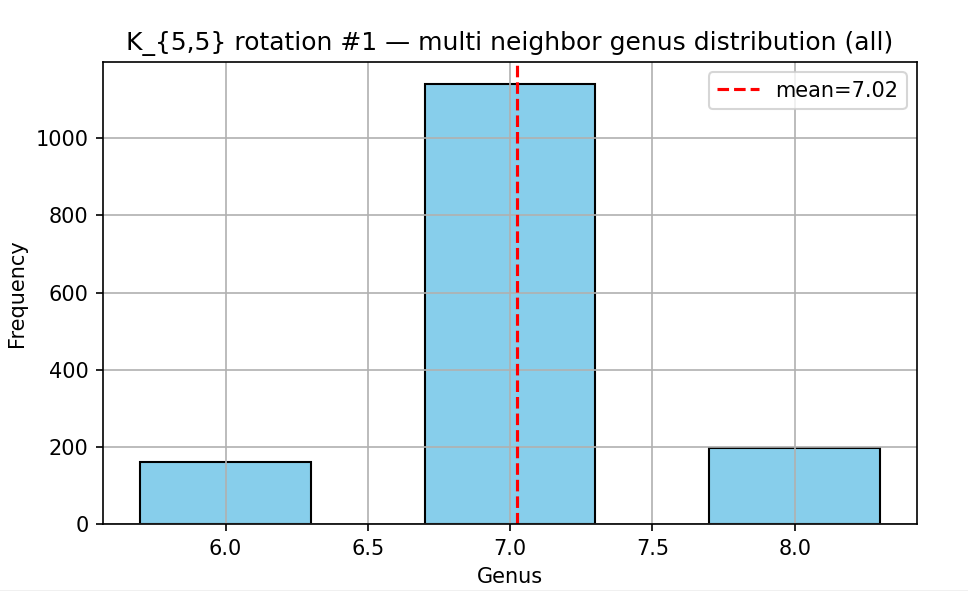 K_{5,5} rotation #1 — multi neighbor genus distribution (all)
mean=7.02
Frequency
1000
800
600
400
200
0
6.0 6.5 7.0 7.5 8.0
Genus